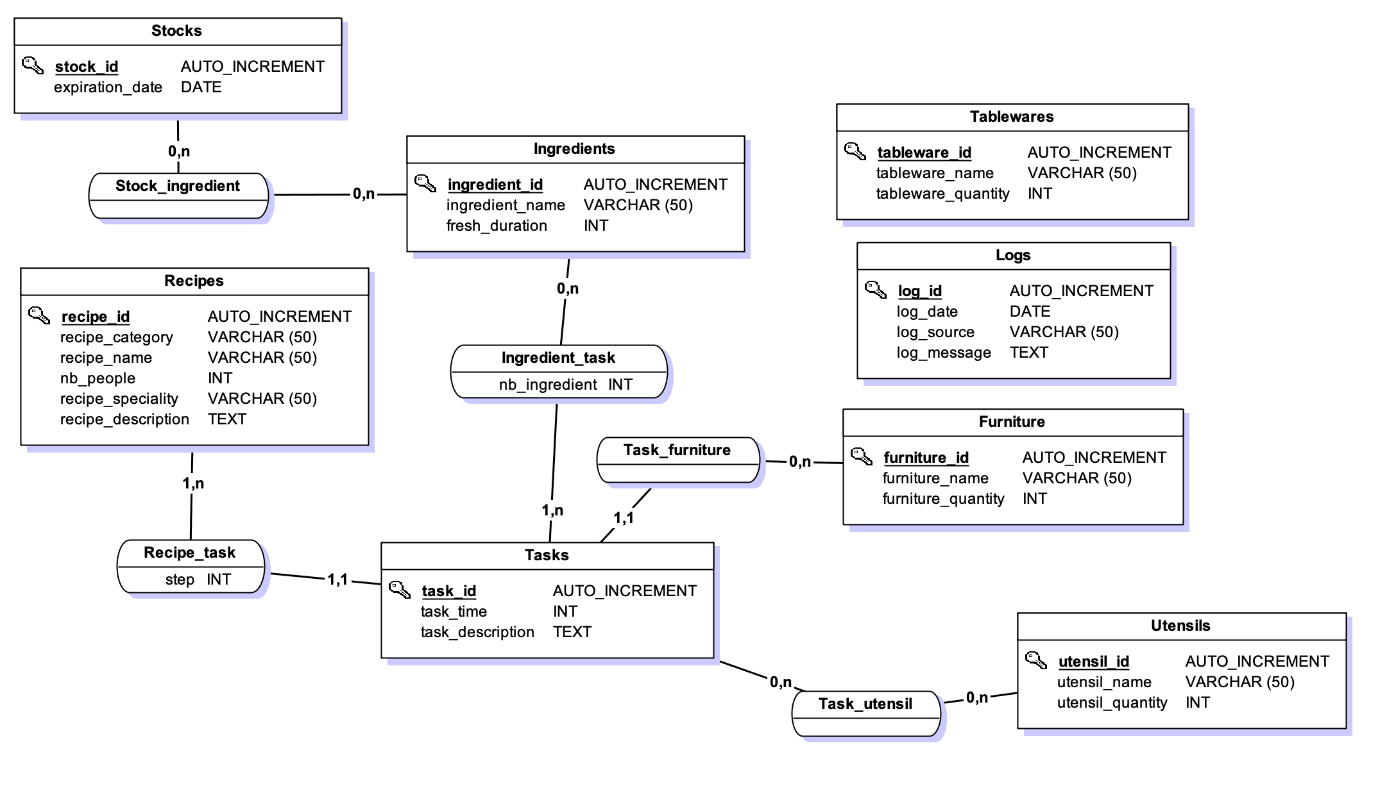 Stocks
stock_id AUTO_INCREMENT
expiration_date DATE
0,n
Stock_ingredient
0,n
Ingredients
ingredient_id AUTO_INCREMENT
ingredient_name VARCHAR (50)
fresh_duration INT
Tablewares
tableware_id AUTO_INCREMENT
tableware_name VARCHAR (50)
tableware_quantity INT
Logs
log_id AUTO_INCREMENT
log_date DATE
log_source VARCHAR (50)
log_message TEXT
Recipes
recipe_id AUTO_INCREMENT
recipe_category VARCHAR (50)
recipe_name VARCHAR (50)
nb_people INT
recipe_speciality VARCHAR (50)
recipe_description TEXT
0,n
Ingredient_task
nb_ingredient INT
1,n
Task_furniture
0,n
1,1
Furniture
furniture_id AUTO_INCREMENT
furniture_name VARCHAR (50)
furniture_quantity INT
1,n
Recipe_task
step INT
1,1
Tasks
task_id AUTO_INCREMENT
task_time INT
task_description TEXT
0,n
Task_utensil
0,n
Utensils
utensil_id AUTO_INCREMENT
utensil_name VARCHAR (50)
utensil_quantity INT